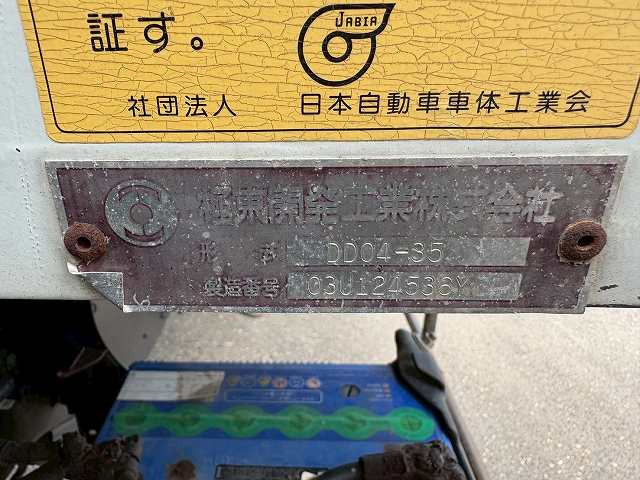 証す。
JABIA
社団法人 日本自動車車体工業会
極東開発工業株式会社
形 式 DD04-35
製造番号 03U124536Y